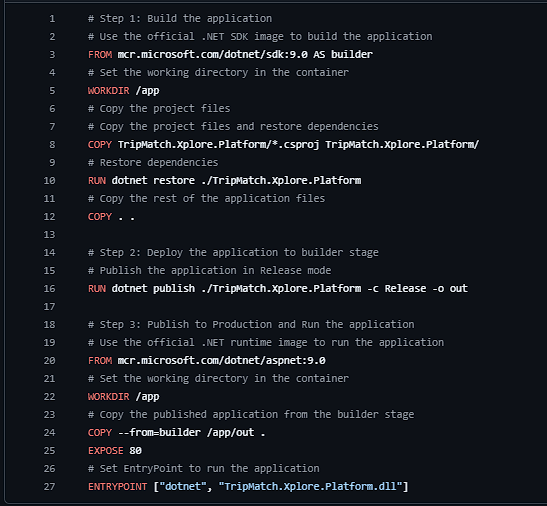 1 # Step 1: Build the application
2 # Use the official .NET SDK image to build the application
3 FROM mcr.microsoft.com/dotnet/sdk:9.0 AS builder
4 # Set the working directory in the container
5 WORKDIR /app
6 # Copy the project files
7 # Copy the project files and restore dependencies
8 COPY TripMatch.Xplore.Platform/*.csproj TripMatch.Xplore.Platform/
9 # Restore dependencies
10 RUN dotnet restore ./TripMatch.Xplore.Platform
11 # Copy the rest of the application files
12 COPY . .
13
14 # Step 2: Deploy the application to builder stage
15 # Publish the application in Release mode
16 RUN dotnet publish ./TripMatch.Xplore.Platform -c Release -o out
17
18 # Step 3: Publish to Production and Run the application
19 # Use the official .NET runtime image to run the application
20 FROM mcr.microsoft.com/dotnet/aspnet:9.0
21 # Set the working directory in the container
22 WORKDIR /app
23 # Copy the published application from the builder stage
24 COPY --from=builder /app/out .
25 EXPOSE 80
26 # Set EntryPoint to run the application
27 ENTRYPOINT ["dotnet", "TripMatch.Xplore.Platform.dll"]